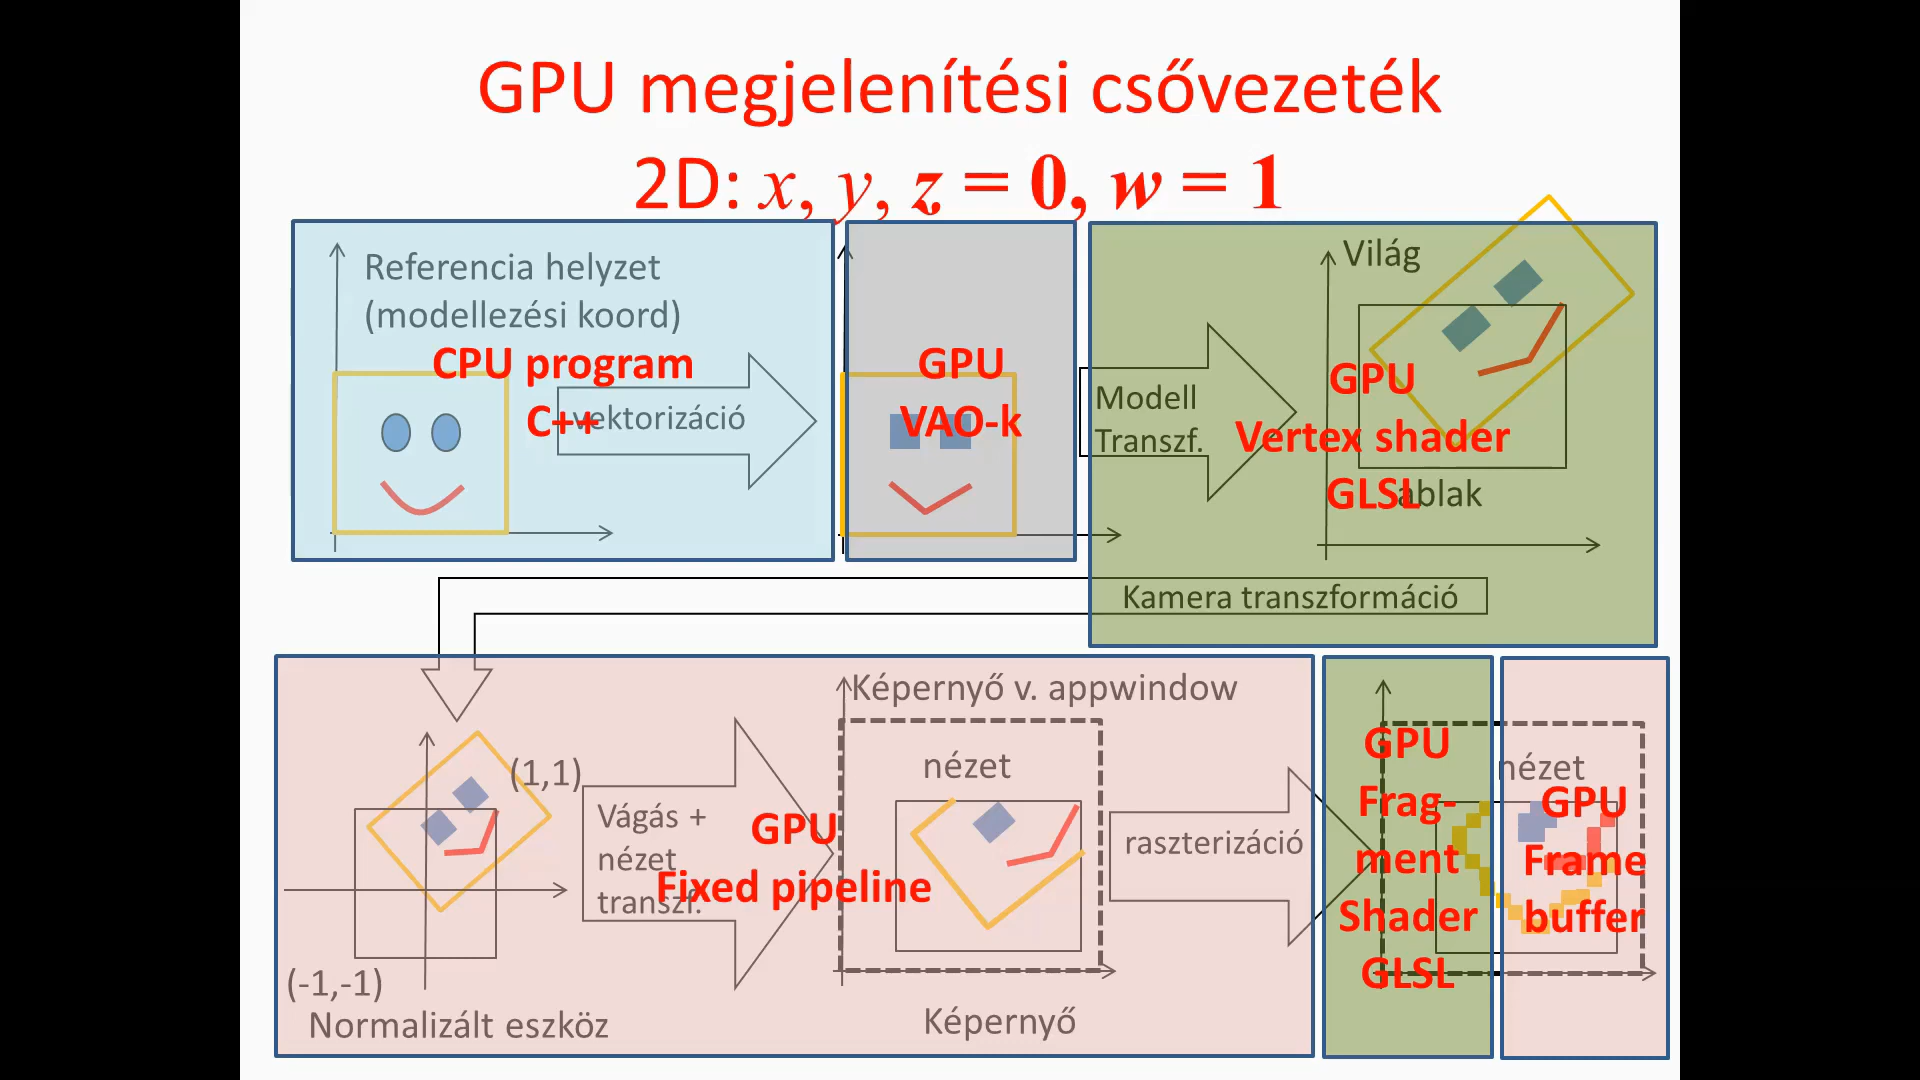 GPU megjelenítési csővezeték
2D: x, y, z = 0, w = 1
Referencia helyzet
(modellezési koord)
CPU program
C++
vektorizáció
GPU
VAO-k
Modell
Transzf.
Világ
GPU
Vertex shader
GLSL
ablak
Kamera transzformáció
(1,1)
(-1,-1)
Normalizált eszköz
Vágás +
nézet
transzf.
GPU
Fixed pipeline
Képernyő v. appwindow
nézet
Képernyő
raszterizáció
GPU
Frag-
ment
Shader
GLSL
nézet
GPU
Frame
buffer